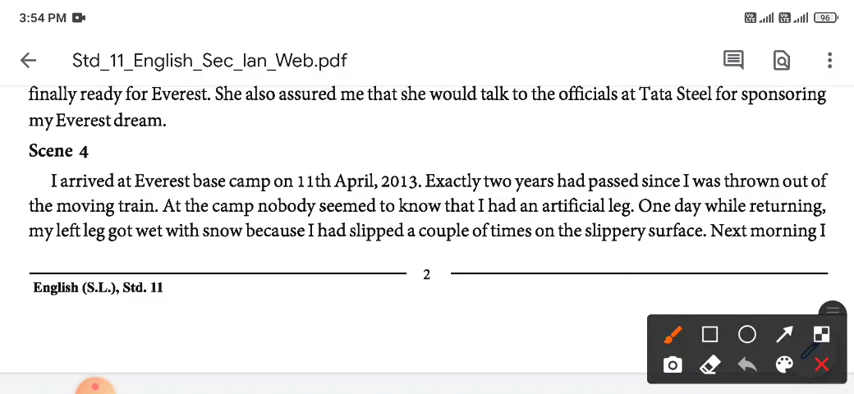 3:54 PM
96
Std_11_English_Sec_lan_Web.pdf
finally ready for Everest. She also assured me that she would talk to the officials at Tata Steel for sponsoring
my Everest dream.
Scene 4
I arrived at Everest base camp on 11th April, 2013. Exactly two years had passed since I was thrown out of
the moving train. At the camp nobody seemed to know that I had an artificial leg. One day while returning,
my left leg got wet with snow because I had slipped a couple of times on the slippery surface. Next morning I
2
English (S.L.), Std. 11